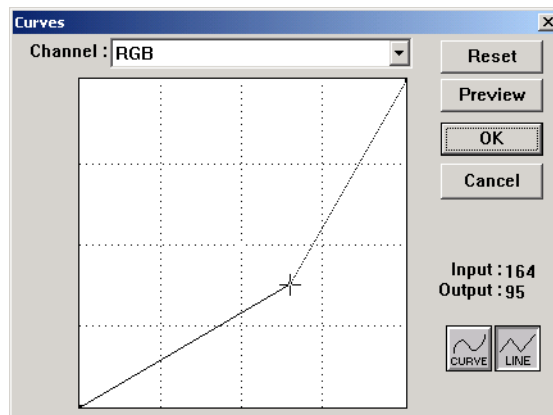 Curves
Channel : RGB
Reset
Preview
OK
Cancel
Input : 164
Output : 95
CURVE
LINE